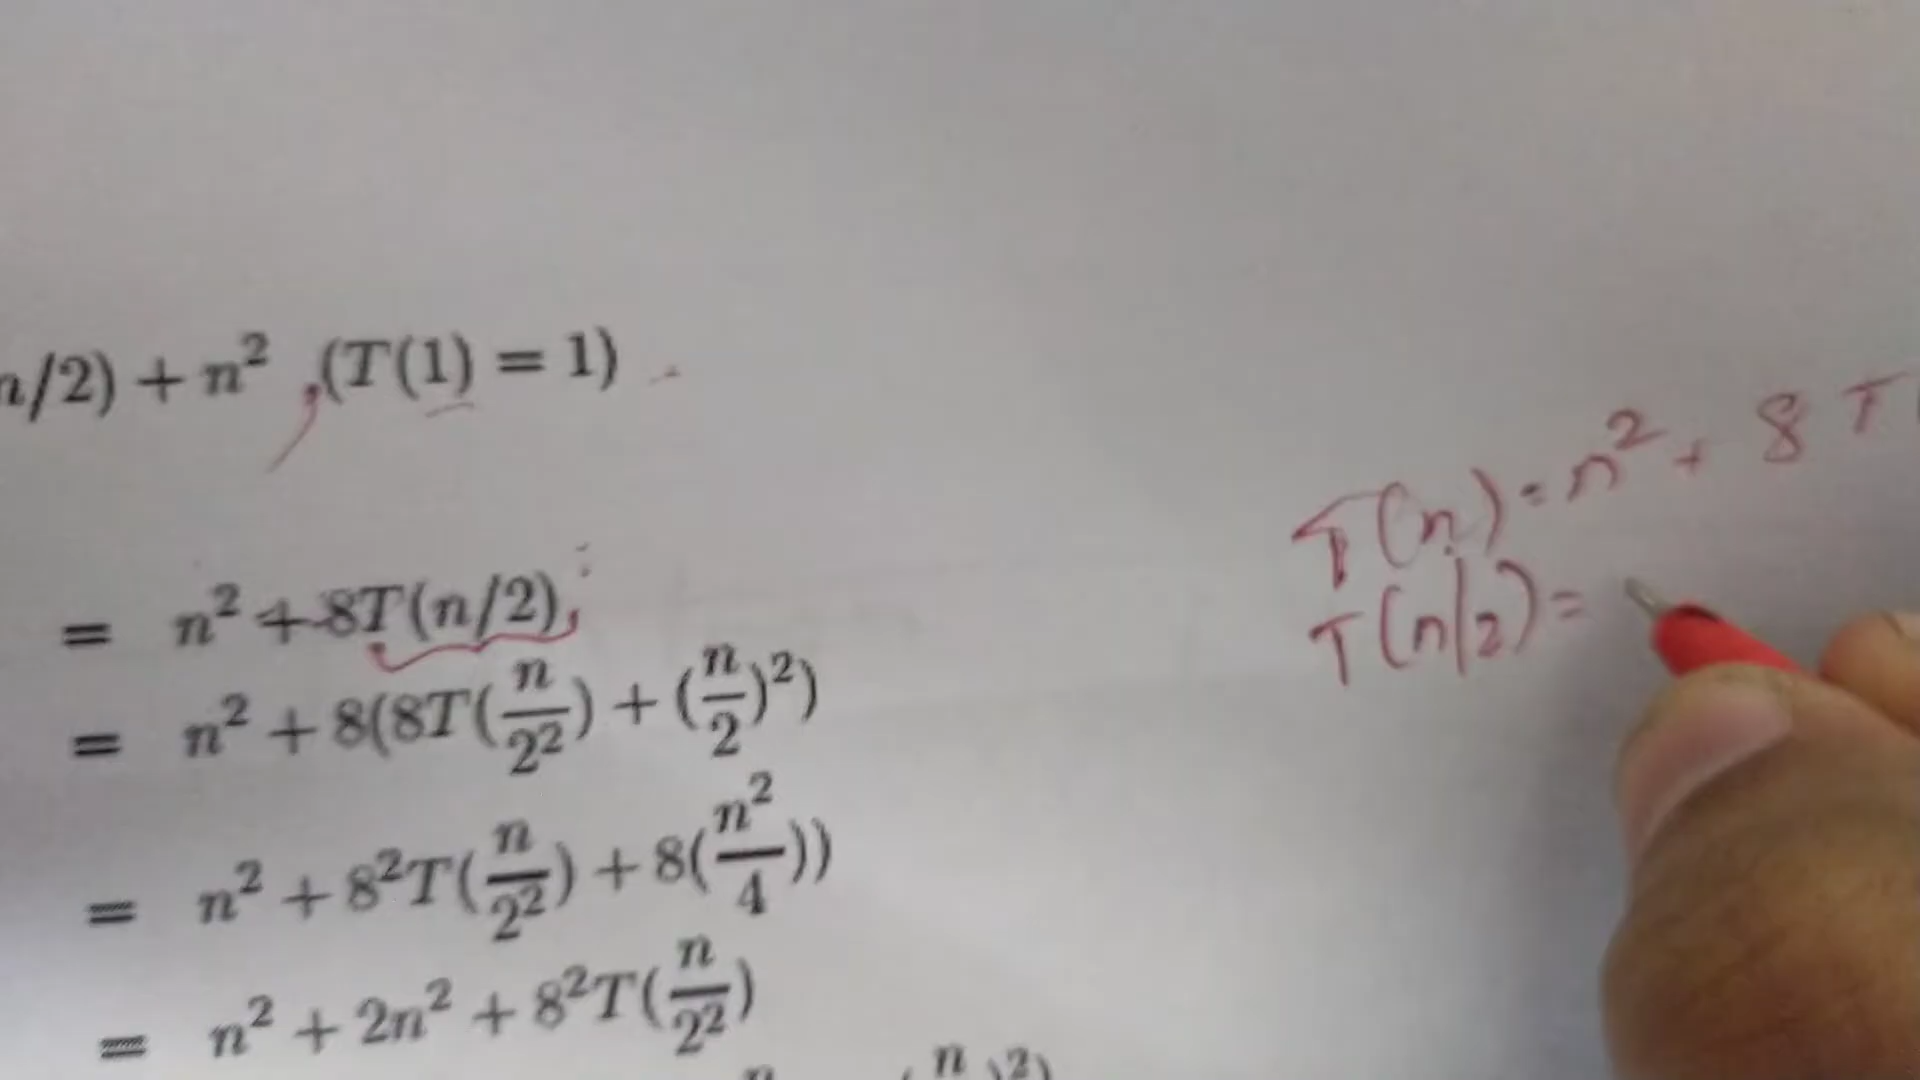 n/2) + n² ,(T(1) = 1)
T(n) = n² + 8 T(
= n² + 8T(n/2)
T(n/2) =
= n² + 8(8T(n/2²) + (n/2)²)
= n² + 8²T(n/2²) + 8(n²/4))
= n² + 2n² + 8²T(n/2²)